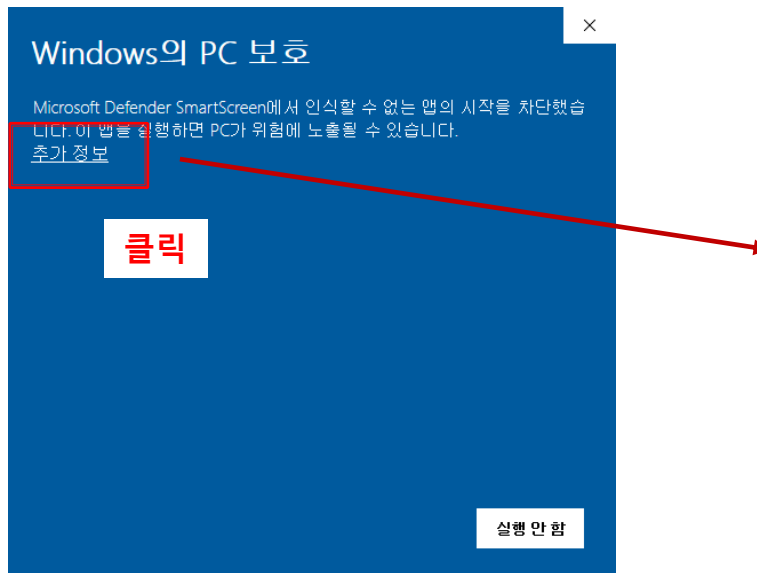 Windows의 PC 보호
Microsoft Defender SmartScreen에서 인식할 수 없는 앱의 시작을 차단했습
니다. 이 앱을 실행하면 PC가 위험에 노출될 수 있습니다.
추가 정보
클릭
실행 안 함